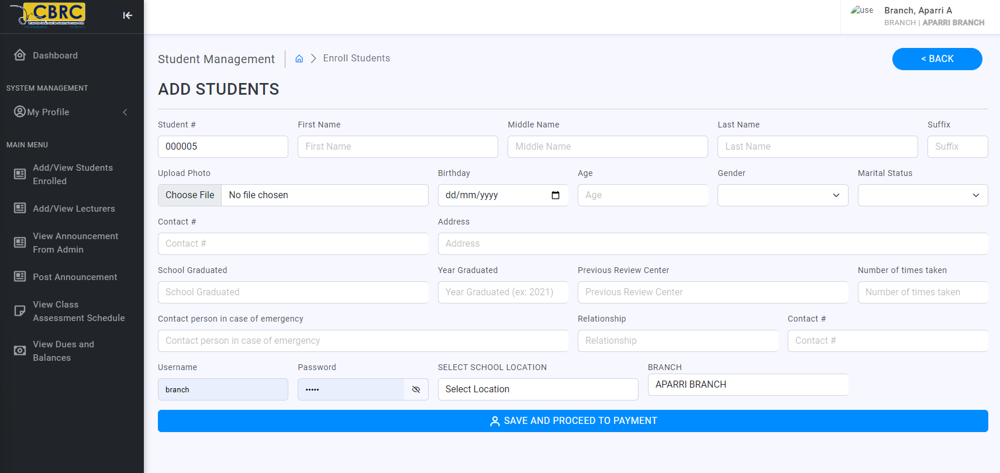 CBRC
use
Branch, Aparri A
BRANCH | APARRI BRANCH
Dashboard
SYSTEM MANAGEMENT
My Profile
MAIN MENU
Add/View Students
Enrolled
Add/View Lecturers
View Announcement
From Admin
Post Announcement
View Class
Assessment Schedule
View Dues and
Balances
Student Management
Enroll Students
< BACK
ADD STUDENTS
Student #
First Name
Middle Name
Last Name
Suffix
000005
First Name
Middle Name
Last Name
Suffix
Upload Photo
Birthday
Age
Gender
Marital Status
Choose File
No file chosen
dd/mm/yyyy
Age
Contact #
Address
Contact #
Address
School Graduated
Year Graduated
Previous Review Center
Number of times taken
School Graduated
Year Graduated (ex: 2021)
Previous Review Center
Number of times taken
Contact person in case of emergency
Relationship
Contact #
Contact person in case of emergency
Relationship
Contact #
Username
Password
SELECT SCHOOL LOCATION
BRANCH
branch
•••••
Select Location
APARRI BRANCH
SAVE AND PROCEED TO PAYMENT